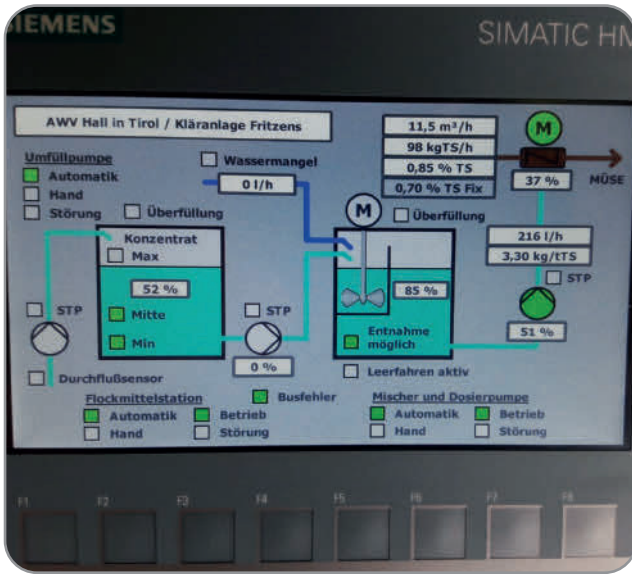 SIEMENS
SIMATIC HM
AWV Hall in Tirol / Kläranlage Fritzens
11,5 m³/h
98 kgTS/h
0,85 % TS
0,70 % TS Fix
M
37 %
MÜSE
Umfüllpumpe
Automatik
Hand
Störung
Wassermangel
0 l/h
Überfüllung
M
Überfüllung
216 l/h
3,30 kg/tTS
Konzentrat
Max
52 %
Mitte
Min
STP
STP
0 %
85 %
Entnahme
möglich
STP
51 %
Durchflußsensor
Leerfahren aktiv
Flockmittelstation
Automatik
Betrieb
Hand
Störung
Busfehler
Mischer und Dosierpumpe
Automatik
Betrieb
Hand
Störung
F1
F2
F3
F4
F5
F6
F7
F8